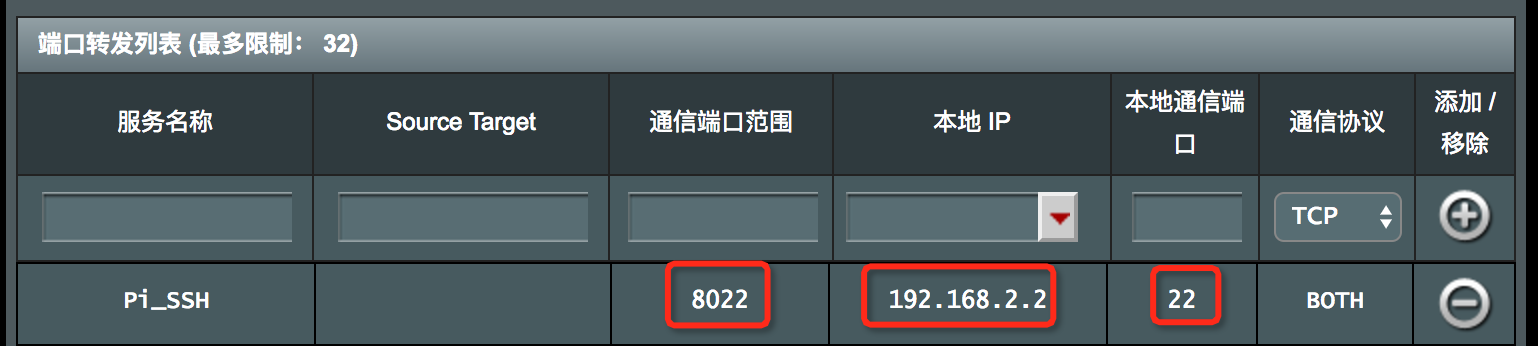 端口转发列表 (最多限制： 32)
服务名称
Source Target
通信端口范围
本地 IP
本地通信端
口
通信协议
添加 /
移除
TCP
Pi_SSH
8022
192.168.2.2
22
BOTH